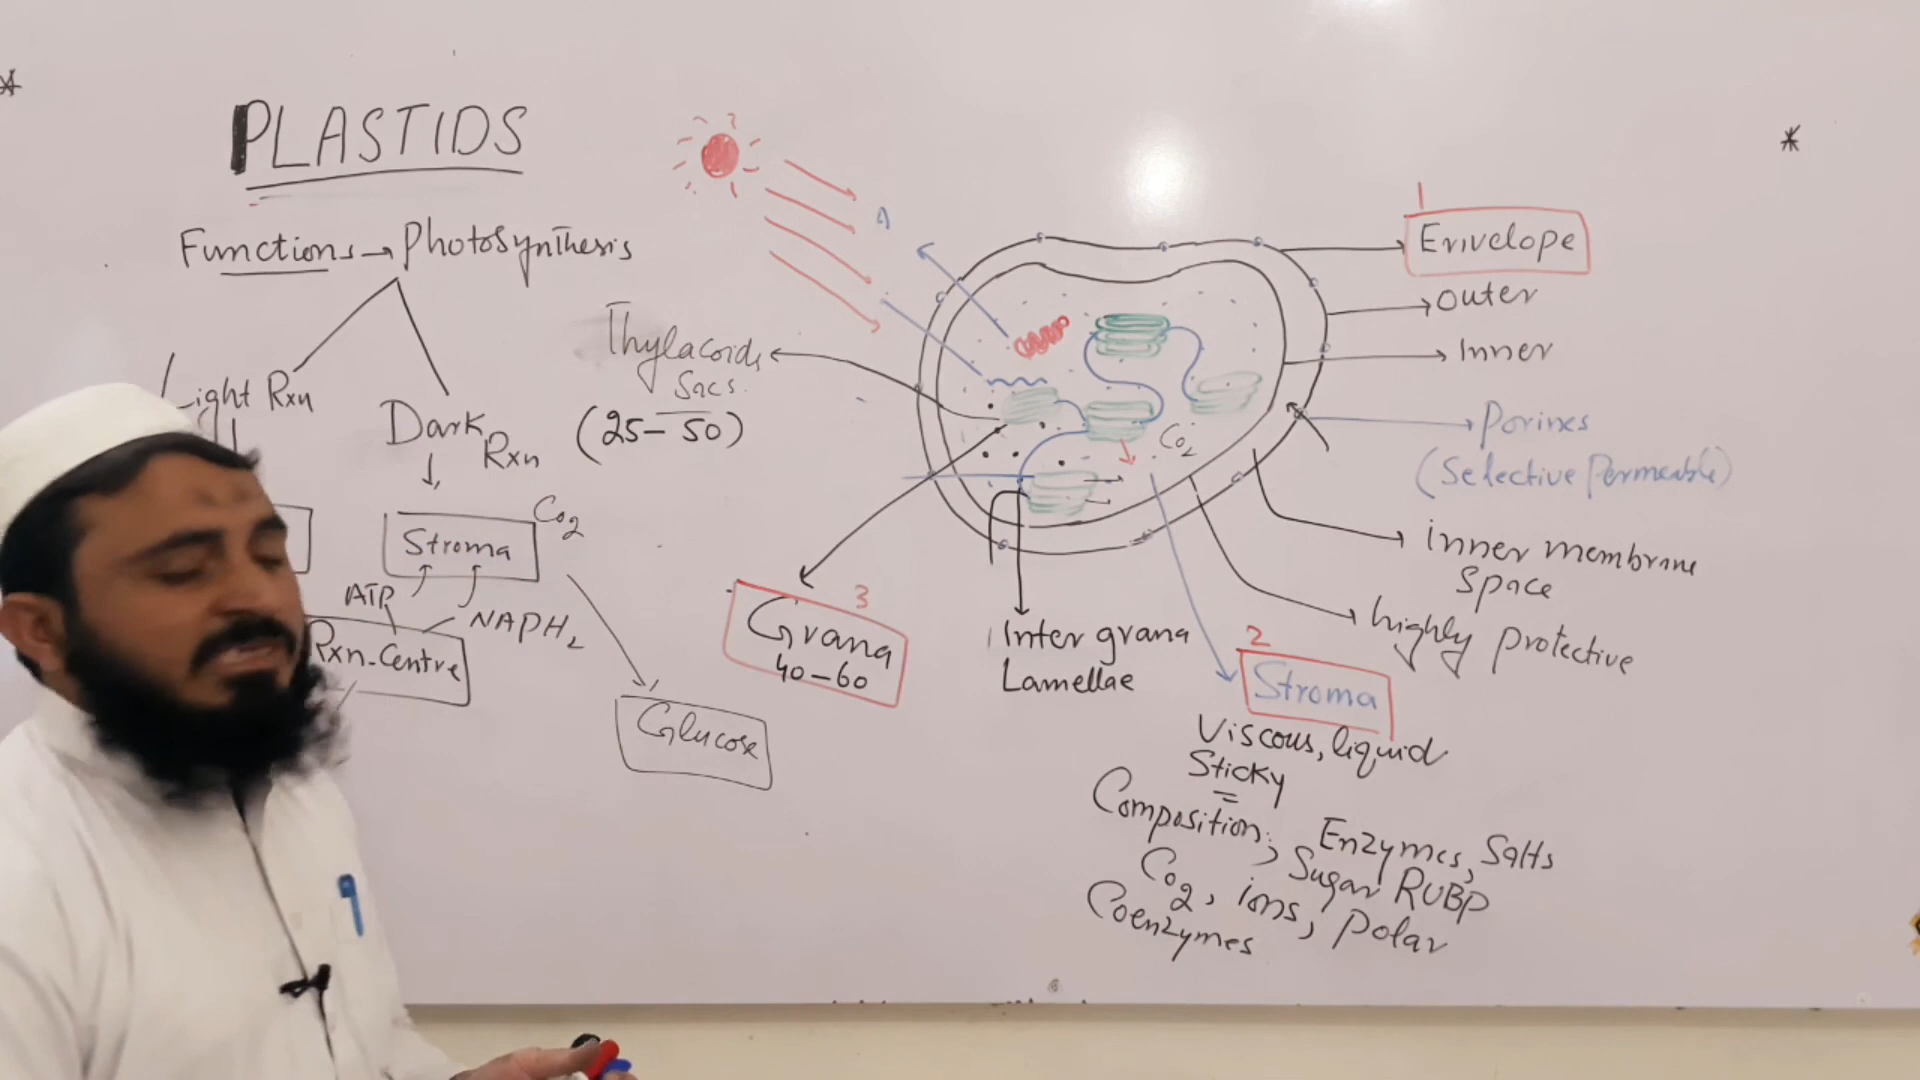 PLASTIDS
Functions → Photosynthesis
Light Rxn
Dark Rxn
Stroma
CO2
ATP
NAPH2
Rxn-Centre
Glucose
Thylacoids
Sacs.
(25-50)
CO2
Grana
40-60
3
Inter grana
Lamellae
1
Envelope
outer
Inner
Porines
(Selective Permeable)
inner membrane
space
highly protective
2
Stroma
Viscous, liquid
Sticky
Composition; Enzymes, Salts
CO2, ions, Sugar RUBP
Coenzymes, Polar